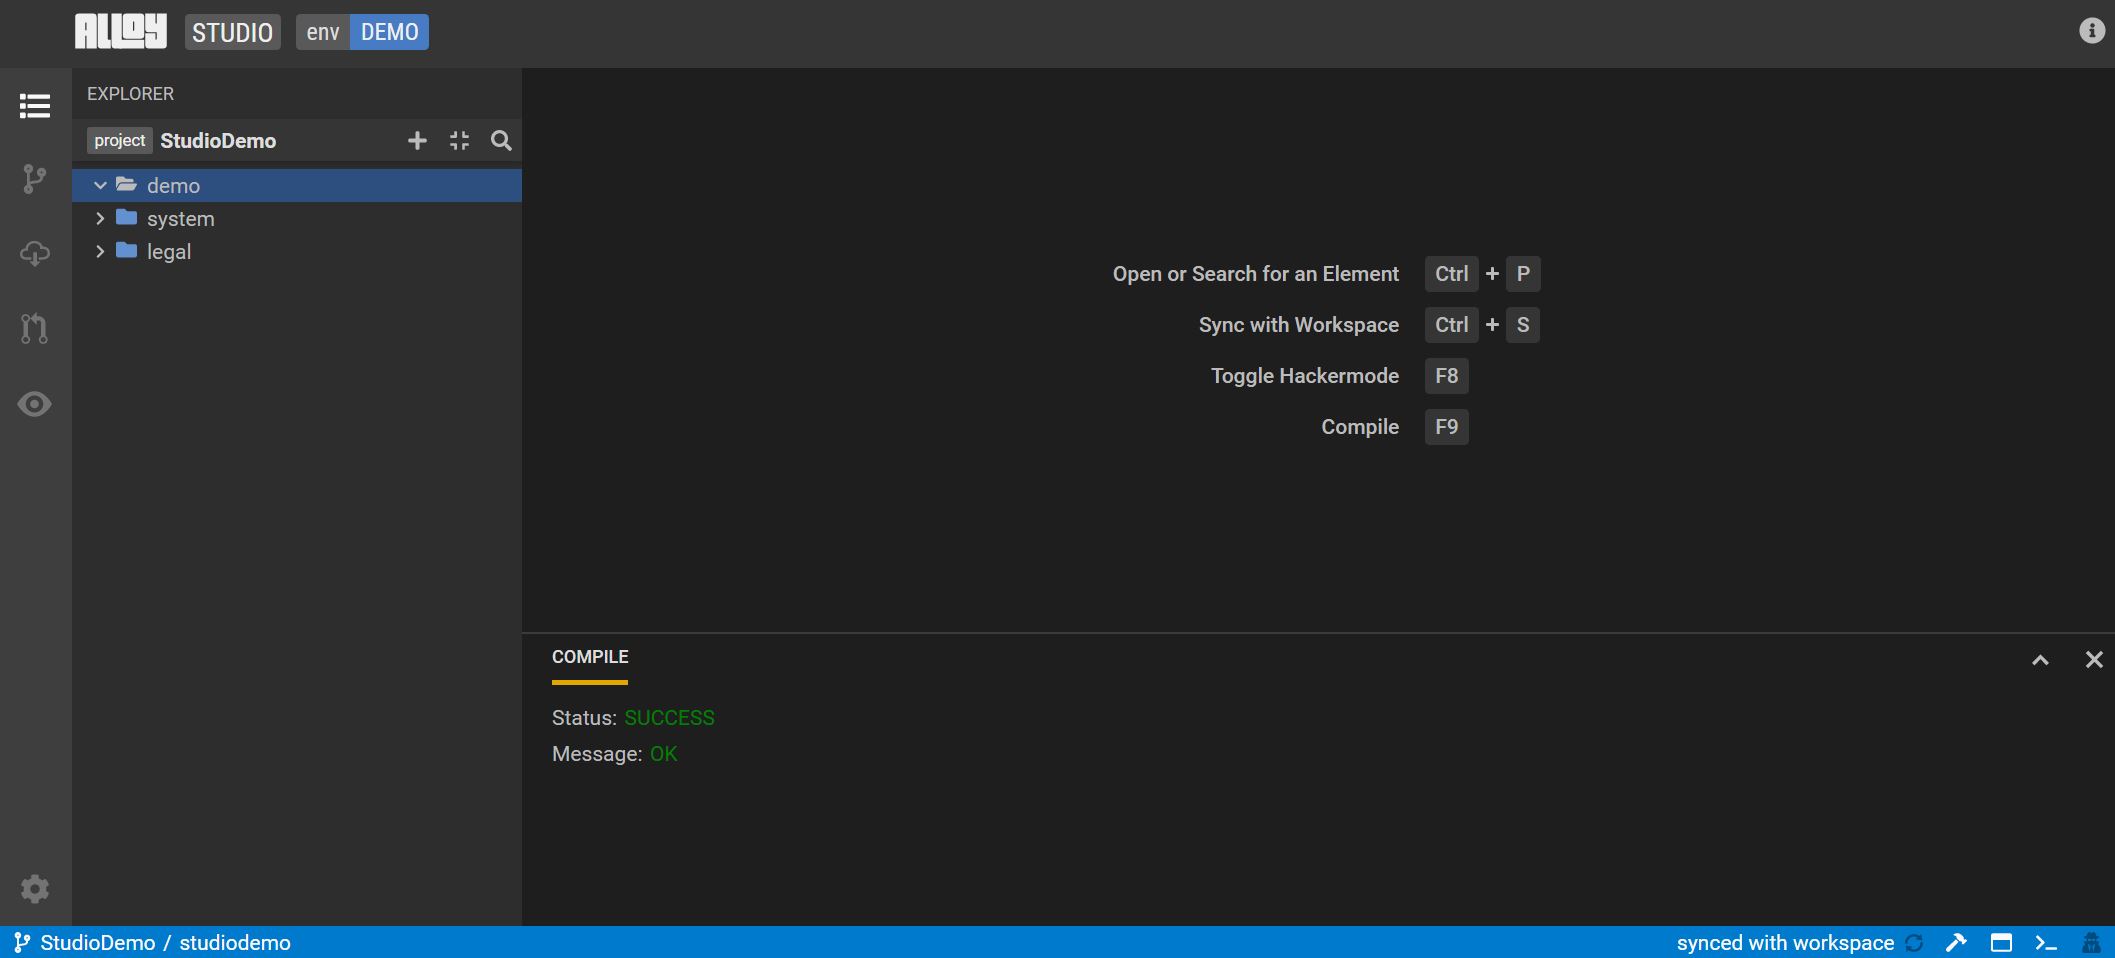 ALLOY STUDIO env DEMO
EXPLORER
project StudioDemo
demo
system
legal
Open or Search for an Element Ctrl + P
Sync with Workspace Ctrl + S
Toggle Hackermode F8
Compile F9
COMPILE
Status: SUCCESS
Message: OK
StudioDemo / studiodemo
synced with workspace